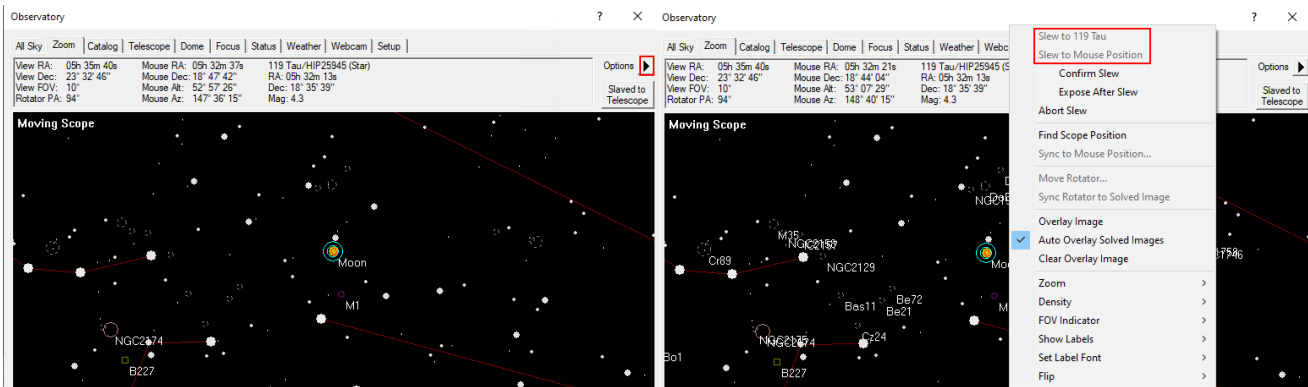 Observatory ? ×
All Sky Zoom Catalog Telescope Dome Focus Status Weather Webcam Setup
View RA: 05h 35m 40s Mouse RA: 05h 32m 37s 119 Tau/HIP25945 (Star) Options
View Dec: 23° 32' 46" Mouse Dec: 18° 47' 42" RA: 05h 32m 13s
View FOV: 10° Mouse Alt: 52° 57' 26" Dec: 18° 35' 39" Slaved to
Rotator PA: 94° Mouse Az: 147° 36' 15" Mag: 4.3 Telescope
Moving Scope
Moon
M1
NGC2174
B227
Observatory ? ×
All Sky Zoom Catalog Telescope Dome Focus Status Weather Webc
View RA: 05h 35m 40s Mouse RA: 05h 32m 21s 119 Tau/HIP25945 (S Options
View Dec: 23° 32' 46" Mouse Dec: 18° 44' 04" RA: 05h 32m 13s
View FOV: 10° Mouse Alt: 53° 07' 29" Dec: 18° 35' 39" Slaved to
Rotator PA: 94° Mouse Az: 148° 40' 15" Mag: 4.3 Telescope
Moving Scope
M35
Cr89
NGC2129
Mo
M
Bas11 Be72
Be21
NGC2174
Cz24
Bo1
B227
Slew to 119 Tau
Slew to Mouse Position
Confirm Slew
Expose After Slew
Abort Slew
Find Scope Position
Sync to Mouse Position...
Move Rotator...
Sync Rotator to Solved Image
Overlay Image
Auto Overlay Solved Images
Clear Overlay Image
Zoom
Density
FOV Indicator
Show Labels
Set Label Font
Flip